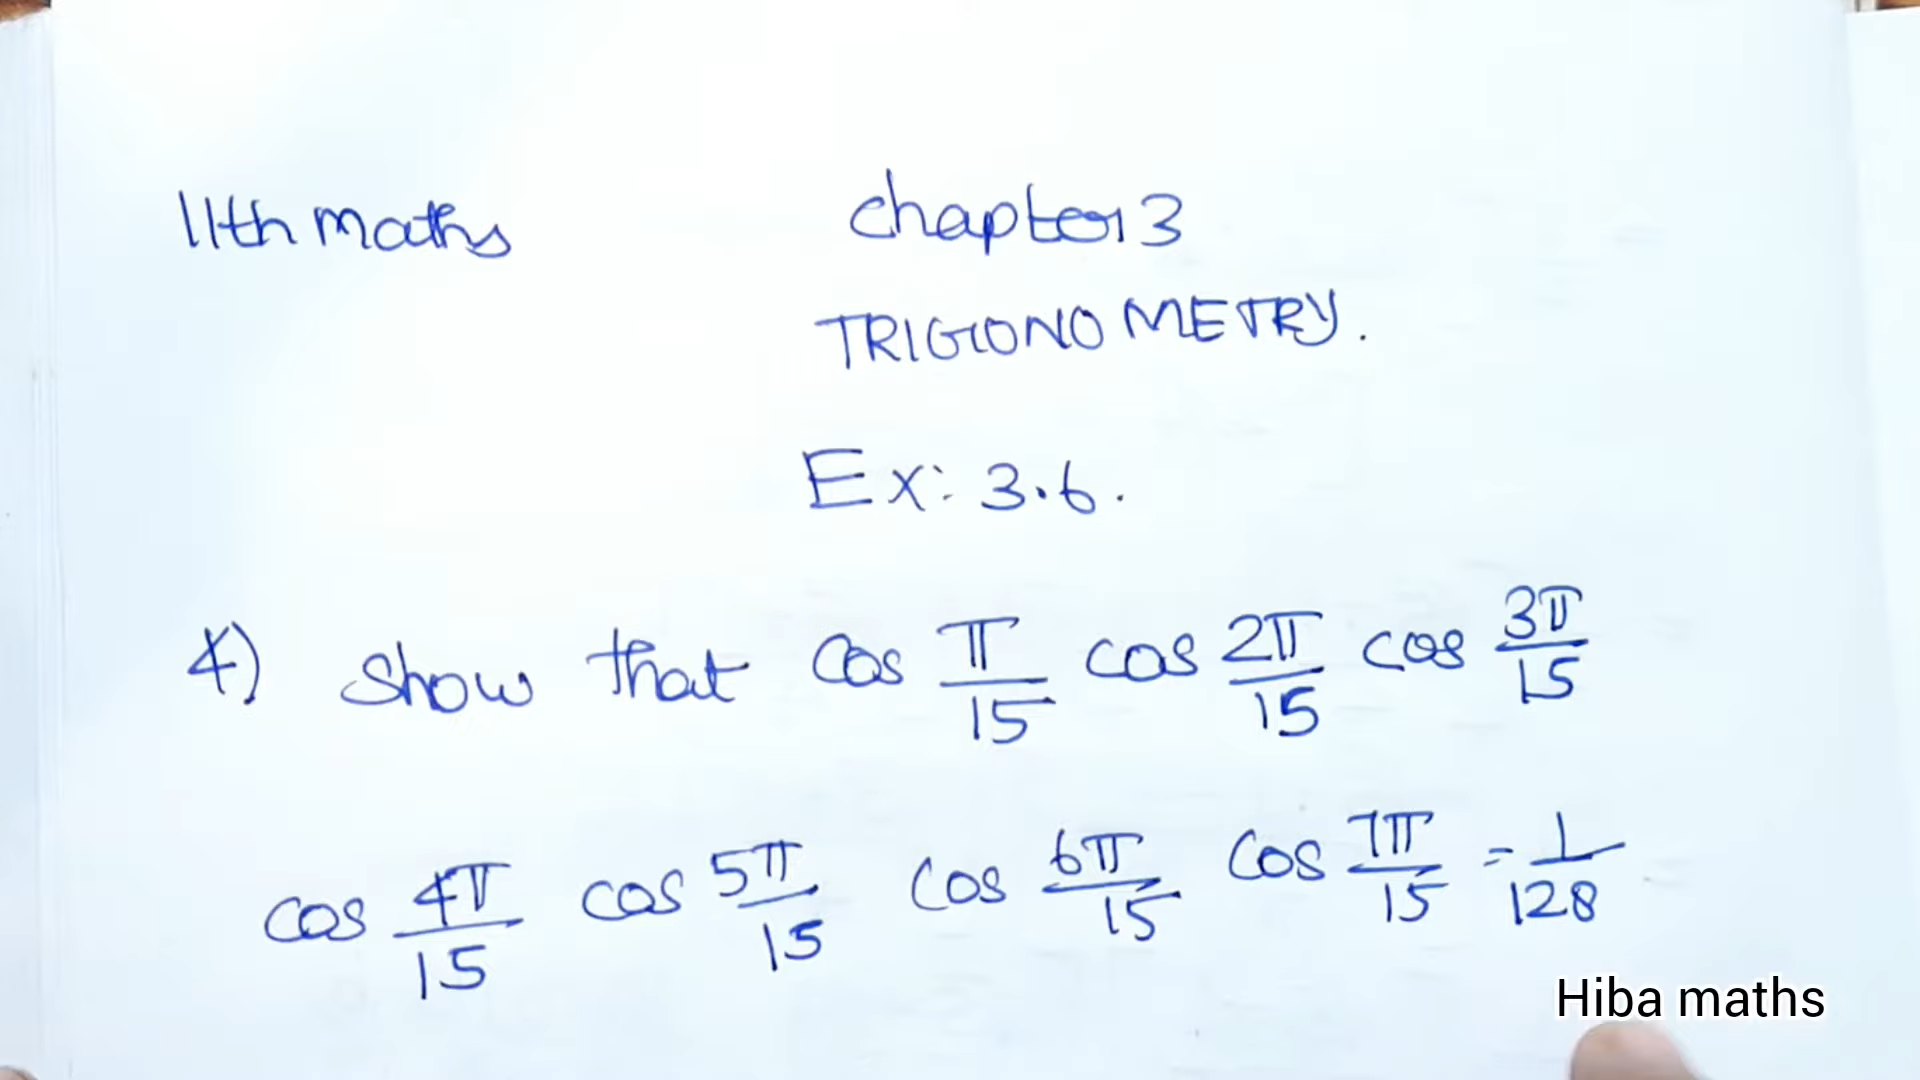 11th maths chapter 3
TRIGONOMETRY.
Ex: 3.6.
4) Show that cos π/15 cos 2π/15 cos 3π/15
cos 4π/15 cos 5π/15 cos 6π/15 cos 7π/15 = 1/128
Hiba maths